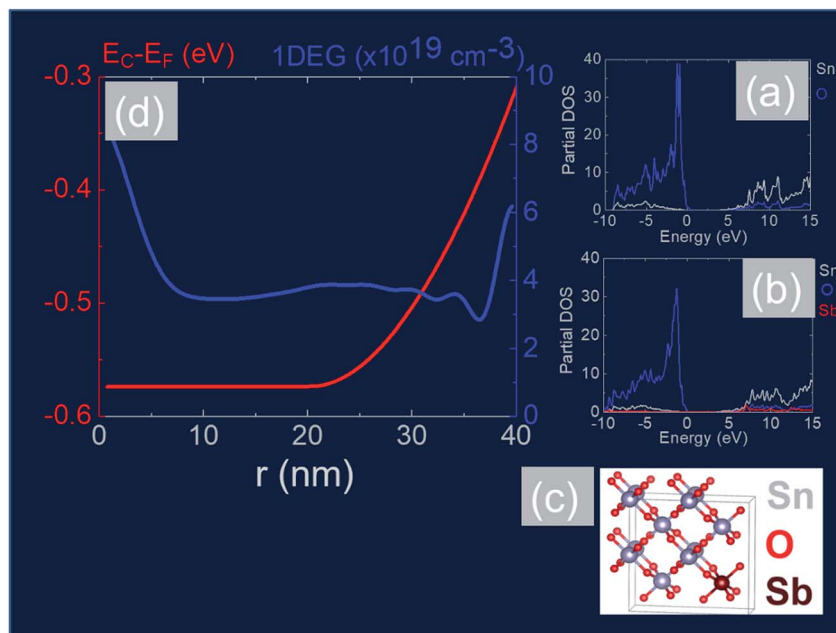 E_C-E_F (eV) 1DEG (x10^19 cm^-3)
(d)
-0.3
-0.4
-0.5
-0.6
10
8
6
4
2
0
0 10 20 30 40
r (nm)
(a)
Sn
O
Partial DOS
40
30
20
10
0
-10 -5 0 5 10 15
Energy (eV)
(b)
Sn
O
Sb
Partial DOS
40
30
20
10
0
-10 -5 0 5 10 15
Energy (eV)
(c)
Sn
O
Sb